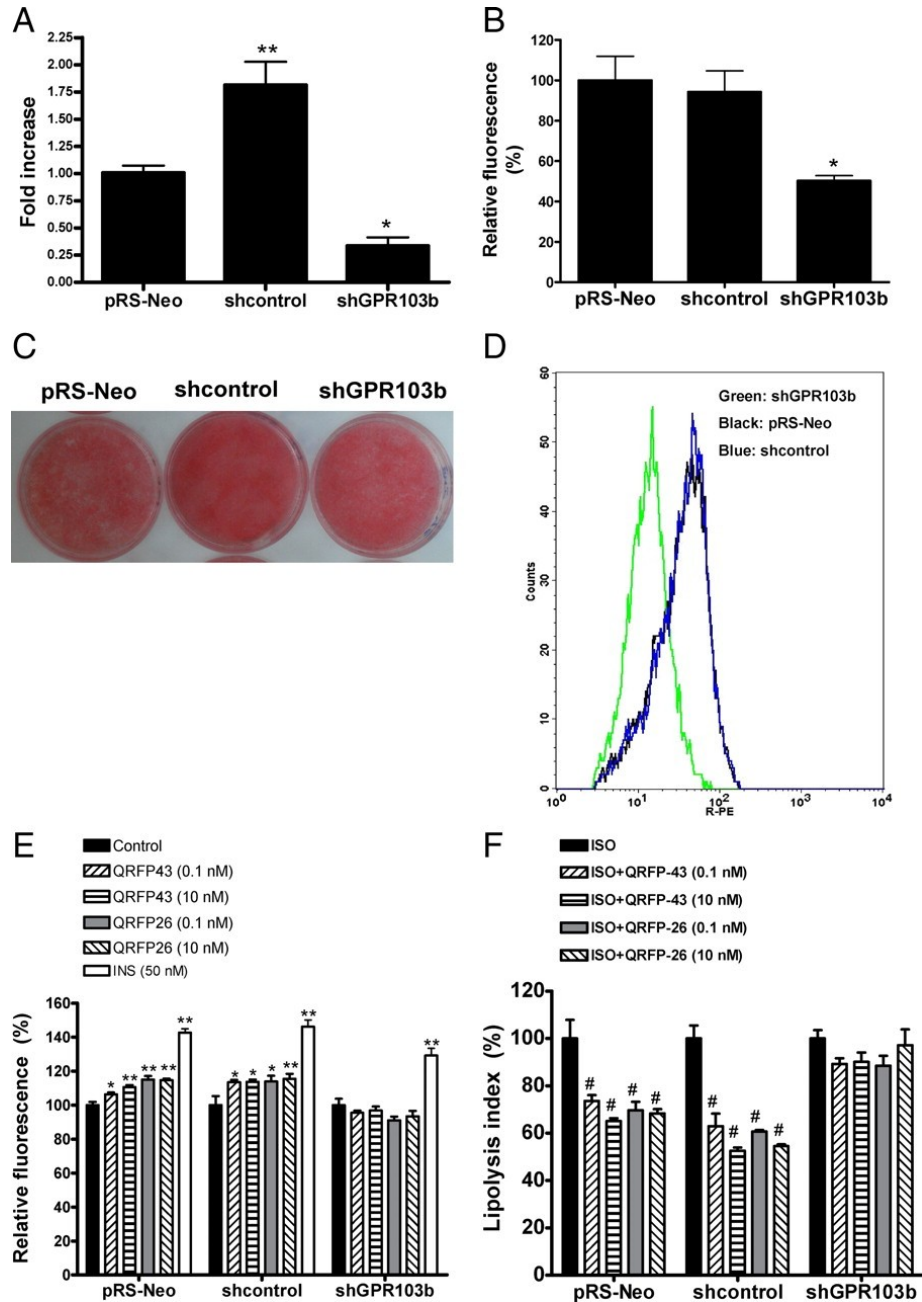 A
Fold increase
2.25
2.00
1.75
1.50
1.25
1.00
0.75
0.50
0.25
0.00
**
*
pRS-Neo shcontrol shGPR103b
B
Relative fluorescence
(%)
120
100
80
60
40
20
0
*
pRS-Neo shcontrol shGPR103b
C
pRS-Neo shcontrol shGPR103b
D
Green: shGPR103b
Black: pRS-Neo
Blue: shcontrol
Counts
60
50
40
30
20
10
0
10⁰ 10¹ 10² 10³ 10⁴
R-PE
E
Control
QRFP43 (0.1 nM)
QRFP43 (10 nM)
QRFP26 (0.1 nM)
QRFP26 (10 nM)
INS (50 nM)
Relative fluorescence (%)
160
140
120
100
80
60
40
20
0
* ** ** ** **
* * * ** **
**
pRS-Neo shcontrol shGPR103b
F
ISO
ISO+QRFP-43 (0.1 nM)
ISO+QRFP-43 (10 nM)
ISO+QRFP-26 (0.1 nM)
ISO+QRFP-26 (10 nM)
Lipolysis index (%)
120
100
80
60
40
20
0
# # # #
# # # #
pRS-Neo shcontrol shGPR103b